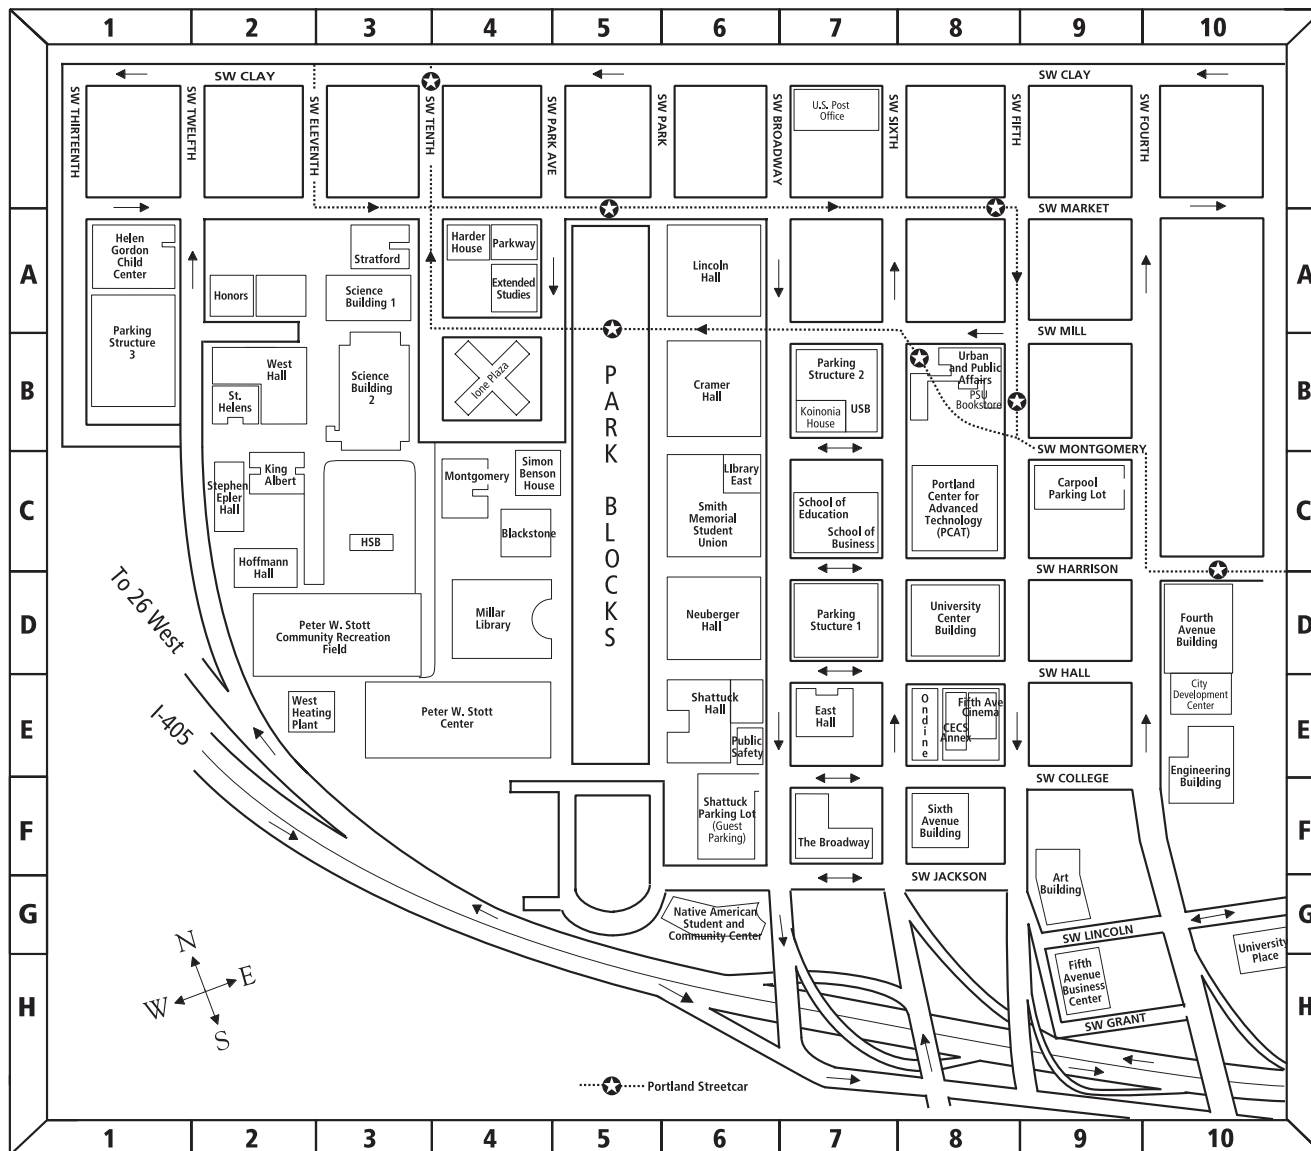 1 2 3 4 5 6 7 8 9 10
SW CLAY
SW CLAY
SW THIRTEENTH
SW TWELFTH
SW ELEVENTH
SW TENTH
SW PARK AVE
SW PARK
SW BROADWAY
SW SIXTH
SW FIFTH
SW FOURTH
U.S. Post
Office
SW MARKET
A
A
Helen
Gordon
Child
Center
Honors
Stratford
Science
Building 1
Harder
House
Parkway
Extended
Studies
Lincoln
Hall
SW MILL
B
B
Parking
Structure
3
West
Hall
St.
Helens
Science
Building
2
Ione Plaza
PARK BLOCKS
Cramer
Hall
Parking
Structure 2
Koinonia
House
USB
Urban
and Public
Affairs
PSU
Bookstore
SW MONTGOMERY
C
C
Stephen
Epler
Hall
King
Albert
Hoffmann
Hall
HSB
Montgomery
Simon
Benson
House
Blackstone
LIbrary
East
Smith
Memorial
Student
Union
School of
Education
School of
Business
Portland
Center for
Advanced
Technology
(PCAT)
Carpool
Parking Lot
SW HARRISON
D
D
To 26 West
Peter W. Stott
Community Recreation
Field
Millar
Library
Neuberger
Hall
Parking
Stucture 1
University
Center
Building
Fourth
Avenue
Building
SW HALL
E
E
I-405
West
Heating
Plant
Peter W. Stott
Center
Shattuck
Hall
Public
Safety
East
Hall
Ondine
CECS
Annex
Fifth Ave
Cinema
City
Development
Center
Engineering
Building
SW COLLEGE
F
F
Shattuck
Parking Lot
(Guest
Parking)
The Broadway
Sixth
Avenue
Building
SW JACKSON
G
G
Native American
Student and
Community Center
Art
Building
SW LINCOLN
University
Place
H
H
N
E
W
S
Fifth
Avenue
Business
Center
SW GRANT
Portland Streetcar
1 2 3 4 5 6 7 8 9 10